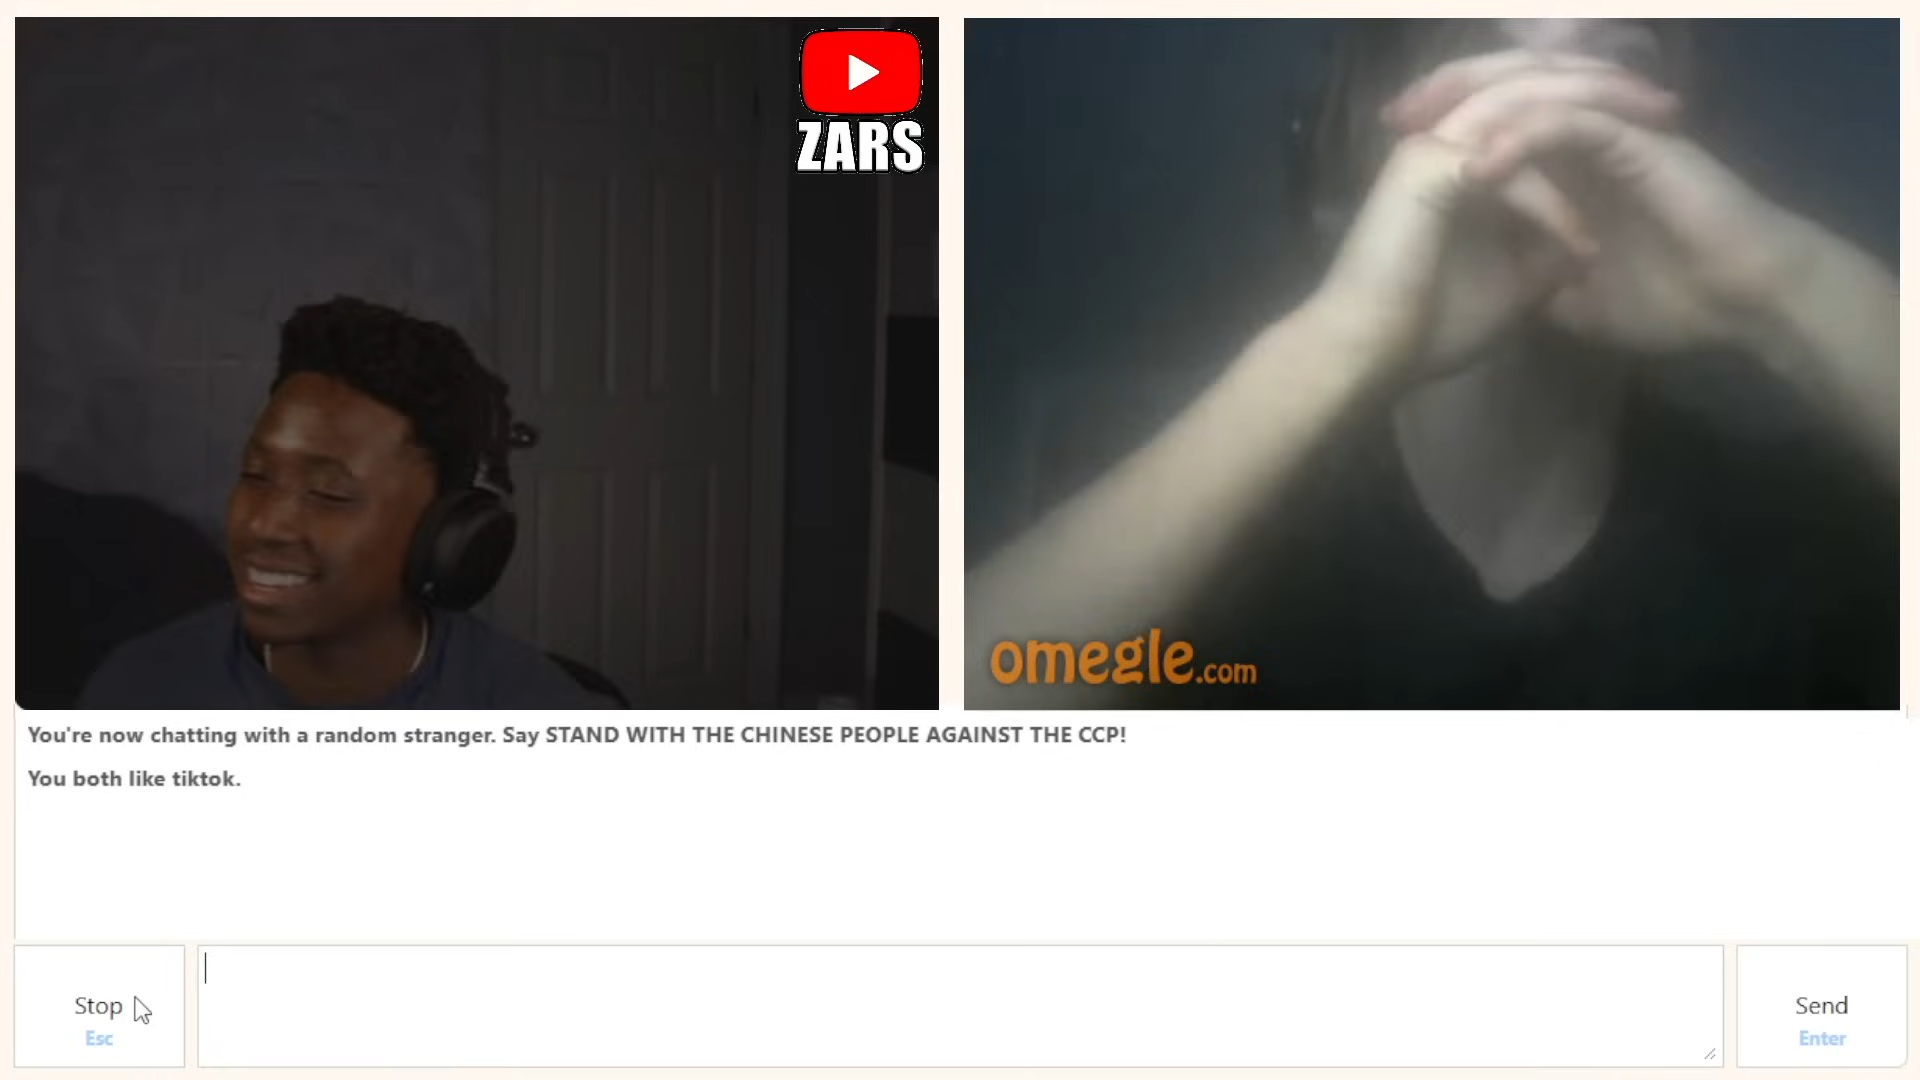 ZARS
omegle.com
You're now chatting with a random stranger. Say STAND WITH THE CHINESE PEOPLE AGAINST THE CCP!
You both like tiktok.
Stop
Esc
Send
Enter